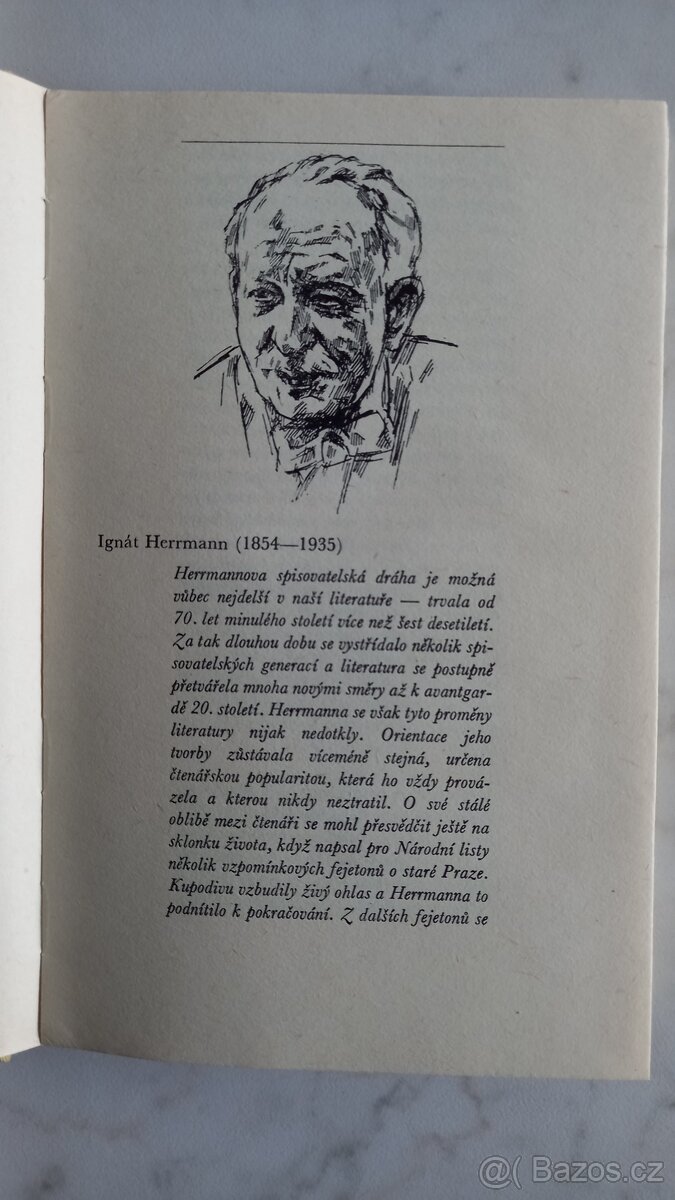 Ignát Herrmann (1854—1935)
Herrmannova spisovatelská dráha je možná
vůbec nejdelší v naší literatuře — trvala od
70. let minulého století více než šest desetiletí.
Za tak dlouhou dobu se vystřídalo několik spi-
sovatelských generací a literatura se postupně
přetvářela mnoha novými směry až k avantgar-
dě 20. století. Herrmanna se však tyto proměny
literatury nijak nedotkly. Orientace jeho
tvorby zůstávala víceméně stejná, určena
čtenářskou popularitou, která ho vždy prová-
zela a kterou nikdy neztratil. O své stálé
oblibě mezi čtenáři se mohl přesvědčit ještě na
sklonku života, když napsal pro Národní listy
několik vzpomínkových fejetonů o staré Praze.
Kupodivu vzbudily živý ohlas a Herrmanna to
podnítilo k pokračování. Z dalších fejetonů se
@( Bazos.cz